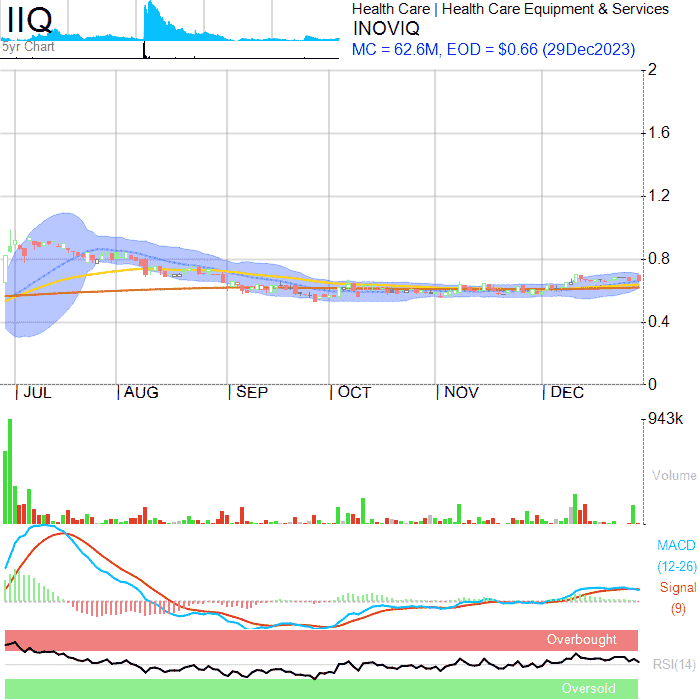 IIQ
5yr Chart
Health Care | Health Care Equipment & Services
INOVIQ
MC = 62.6M, EOD = $0.66 (29Dec2023)
2
1.6
1.2
0.8
0.4
0
JUL AUG SEP OCT NOV DEC
943k
Volume
MACD
(12-26)
Signal
(9)
Overbought
RSI(14)
Oversold